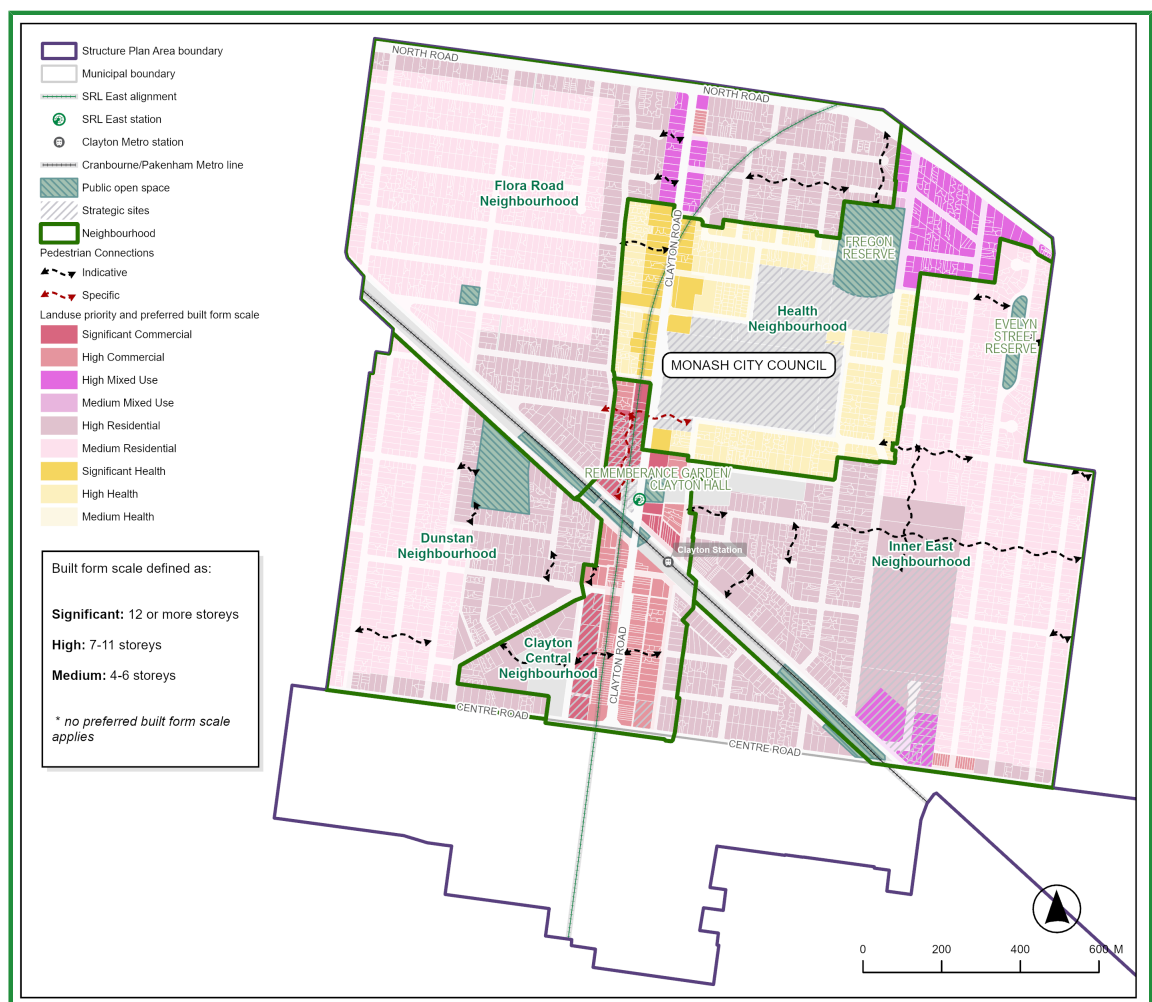 Structure Plan Area boundary
Municipal boundary
SRL East alignment
SRL East station
Clayton Metro station
Cranbourne/Pakenham Metro line
Public open space
Strategic sites
Neighbourhood
Pedestrian Connections
Indicative
Specific
Landuse priority and preferred built form scale
Significant Commercial
High Commercial
High Mixed Use
Medium Mixed Use
High Residential
Medium Residential
Significant Health
High Health
Medium Health
Built form scale defined as:
Significant: 12 or more storeys
High: 7-11 storeys
Medium: 4-6 storeys
* no preferred built form scale
applies
NORTH ROAD
NORTH ROAD
Flora Road
Neighbourhood
CLAYTON ROAD
FREGON
RESERVE
Health
Neighbourhood
EVELYN
STREET
RESERVE
MONASH CITY COUNCIL
REMEMBERANCE GARDEN/
CLAYTON HALL
Dunstan
Neighbourhood
Clayton Station
Inner East
Neighbourhood
Clayton
Central
Neighbourhood
CLAYTON ROAD
CENTRE ROAD
CENTRE ROAD
0 200 400 600 M